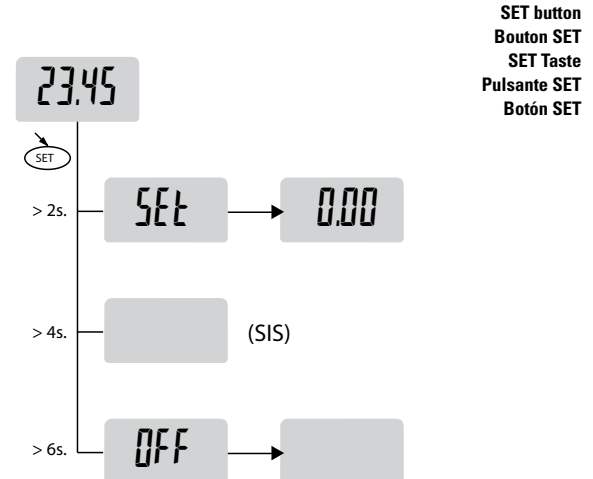 SET button
Bouton SET
SET Taste
Pulsante SET
Botón SET
23.45
SET
> 2s.
SEt
0.00
> 4s.
(SIS)
> 6s.
OFF